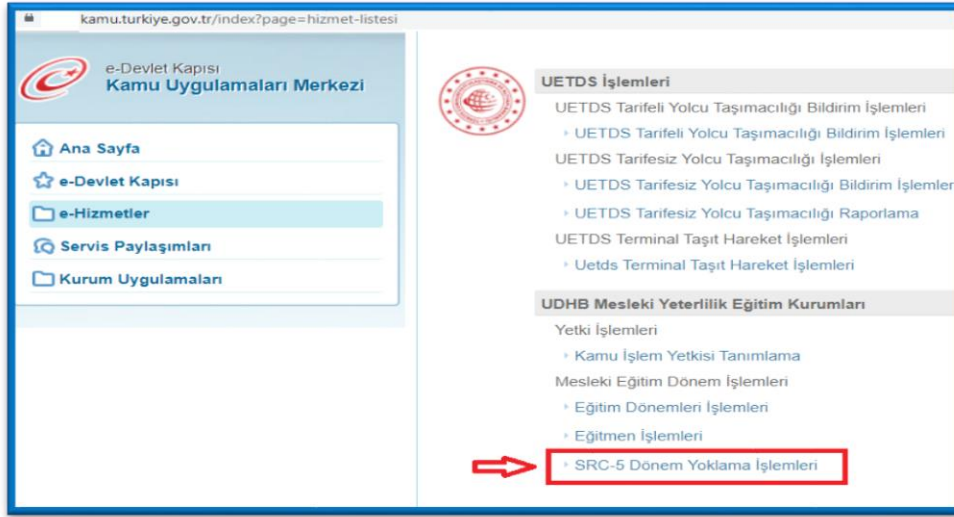 kamu.turkiye.gov.tr/index?page=hizmet-listesi
e-Devlet Kapısı
Kamu Uygulamaları Merkezi
Ana Sayfa
e-Devlet Kapısı
e-Hizmetler
Servis Paylaşımları
Kurum Uygulamaları
UETDS İşlemleri
UETDS Tarifeli Yolcu Taşımacılığı Bildirim İşlemleri
UETDS Tarifeli Yolcu Taşımacılığı Bildirim İşlemleri
UETDS Tarifesiz Yolcu Taşımacılığı İşlemleri
UETDS Tarifesiz Yolcu Taşımacılığı Bildirim İşlemler
UETDS Tarifesiz Yolcu Taşımacılığı Raporlama
UETDS Terminal Taşıt Hareket İşlemleri
Uetds Terminal Taşıt Hareket İşlemleri
UDHB Mesleki Yeterlilik Eğitim Kurumları
Yetki İşlemleri
Kamu İşlem Yetkisi Tanımlama
Mesleki Eğitim Dönem İşlemleri
Eğitim Dönemleri İşlemleri
Eğitmen İşlemleri
SRC-5 Dönem Yoklama İşlemleri